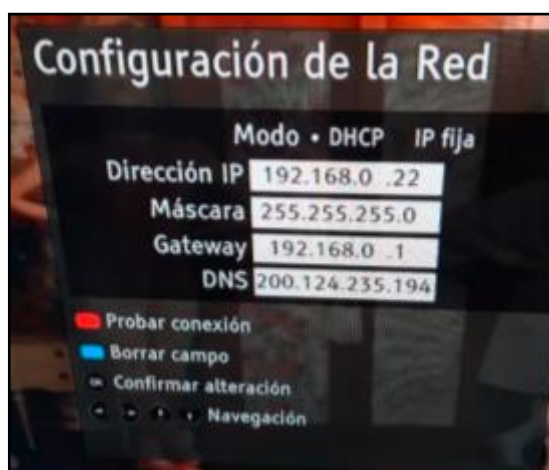 Configuración de la Red
Modo • DHCP IP fija
Dirección IP 192.168.0 .22
Máscara 255.255.255.0
Gateway 192.168.0 .1
DNS 200.124.235.194
Probar conexión
Borrar campo
Confirmar alteración
Navegación